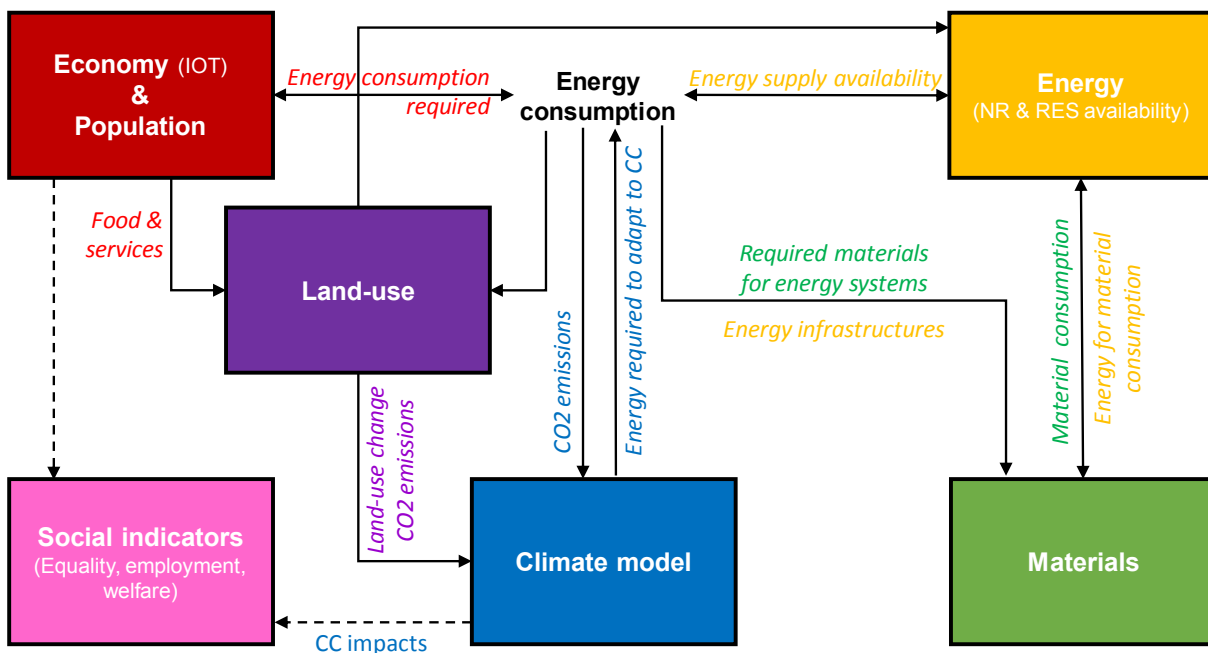 Economy (IOT)
&
Population
Energy consumption
required
Energy
consumption
Energy supply availability
Energy
(NR & RES availability)
Food &
services
Land-use
CO2 emissions
Energy required to adapt to CC
Required materials
for energy systems
Energy infrastructures
Material consumption
Energy for material
consumption
Land-use change
CO2 emissions
Social indicators
(Equality, employment,
welfare)
Climate model
Materials
CC impacts